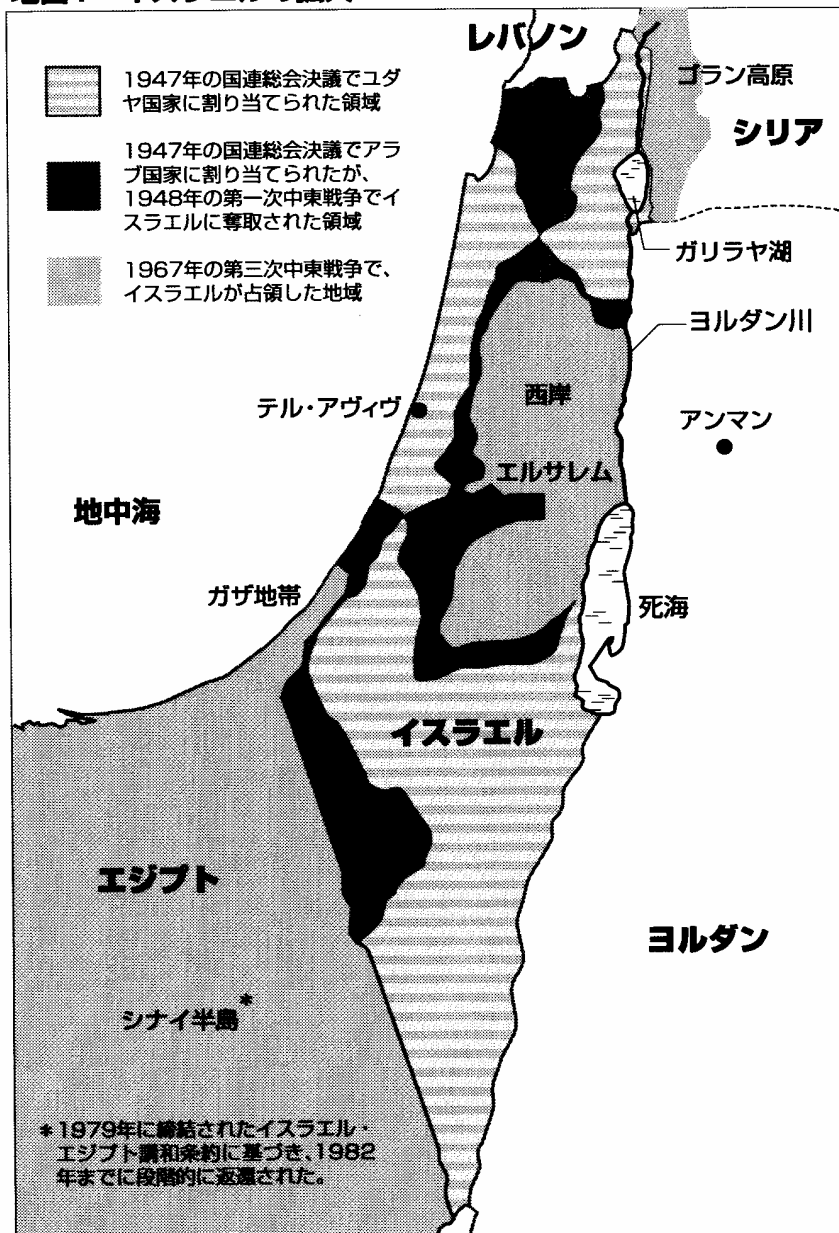 レバノン
ゴラン高原
シリア
1947年の国連総会決議でユダ
ヤ国家に割り当てられた領域
1947年の国連総会決議でアラ
ブ国家に割り当てられたが、
1948年の第一次中東戦争でイ
スラエルに奪取された領域
1967年の第三次中東戦争で、
イスラエルが占領した地域
ガリラヤ湖
ヨルダン川
西岸
テル・アヴィヴ
アンマン
エルサレム
地中海
ガザ地帯
死海
イスラエル
エジプト
ヨルダン
シナイ半島*
*1979年に締結されたイスラエル・
エジプト講和条約に基づき、1982
年までに段階的に返還された。